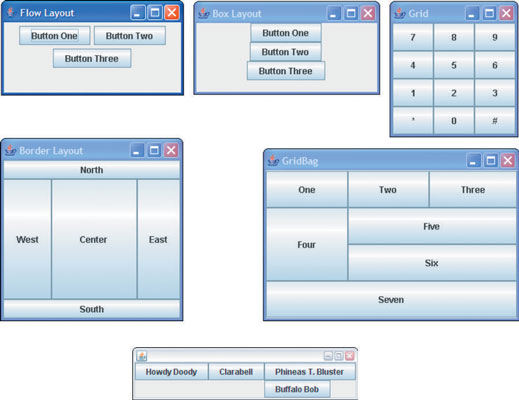 Flow Layout
Button One Button Two
Button Three
Box Layout
Button One
Button Two
Button Three
Grid
7 8 9
4 5 6
1 2 3
* 0 #
Border Layout
North
West Center East
South
GridBag
One Two Three
Four
Five
Six
Seven
Howdy Doody Clarabell Phineas T. Bluster
Buffalo Bob